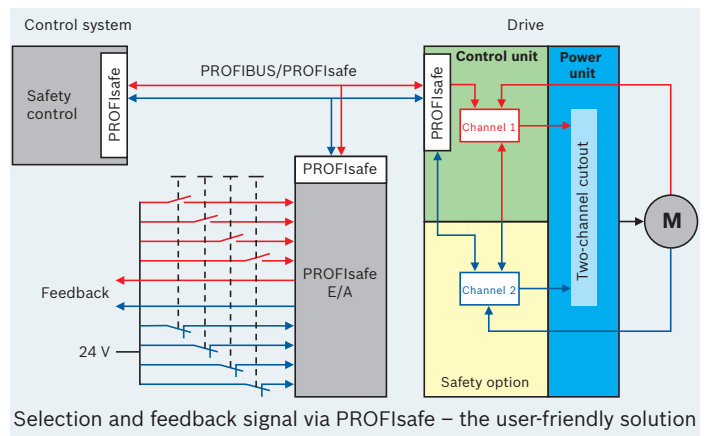 Control system
Drive
Safety
control
PROFIsafe
PROFIBUS/PROFIsafe
PROFIsafe
Control unit
Power
unit
Channel 1
Two-channel cutout
M
PROFIsafe
PROFIsafe
E/A
Feedback
24 V
Channel 2
Safety option
Selection and feedback signal via PROFIsafe – the user-friendly solution